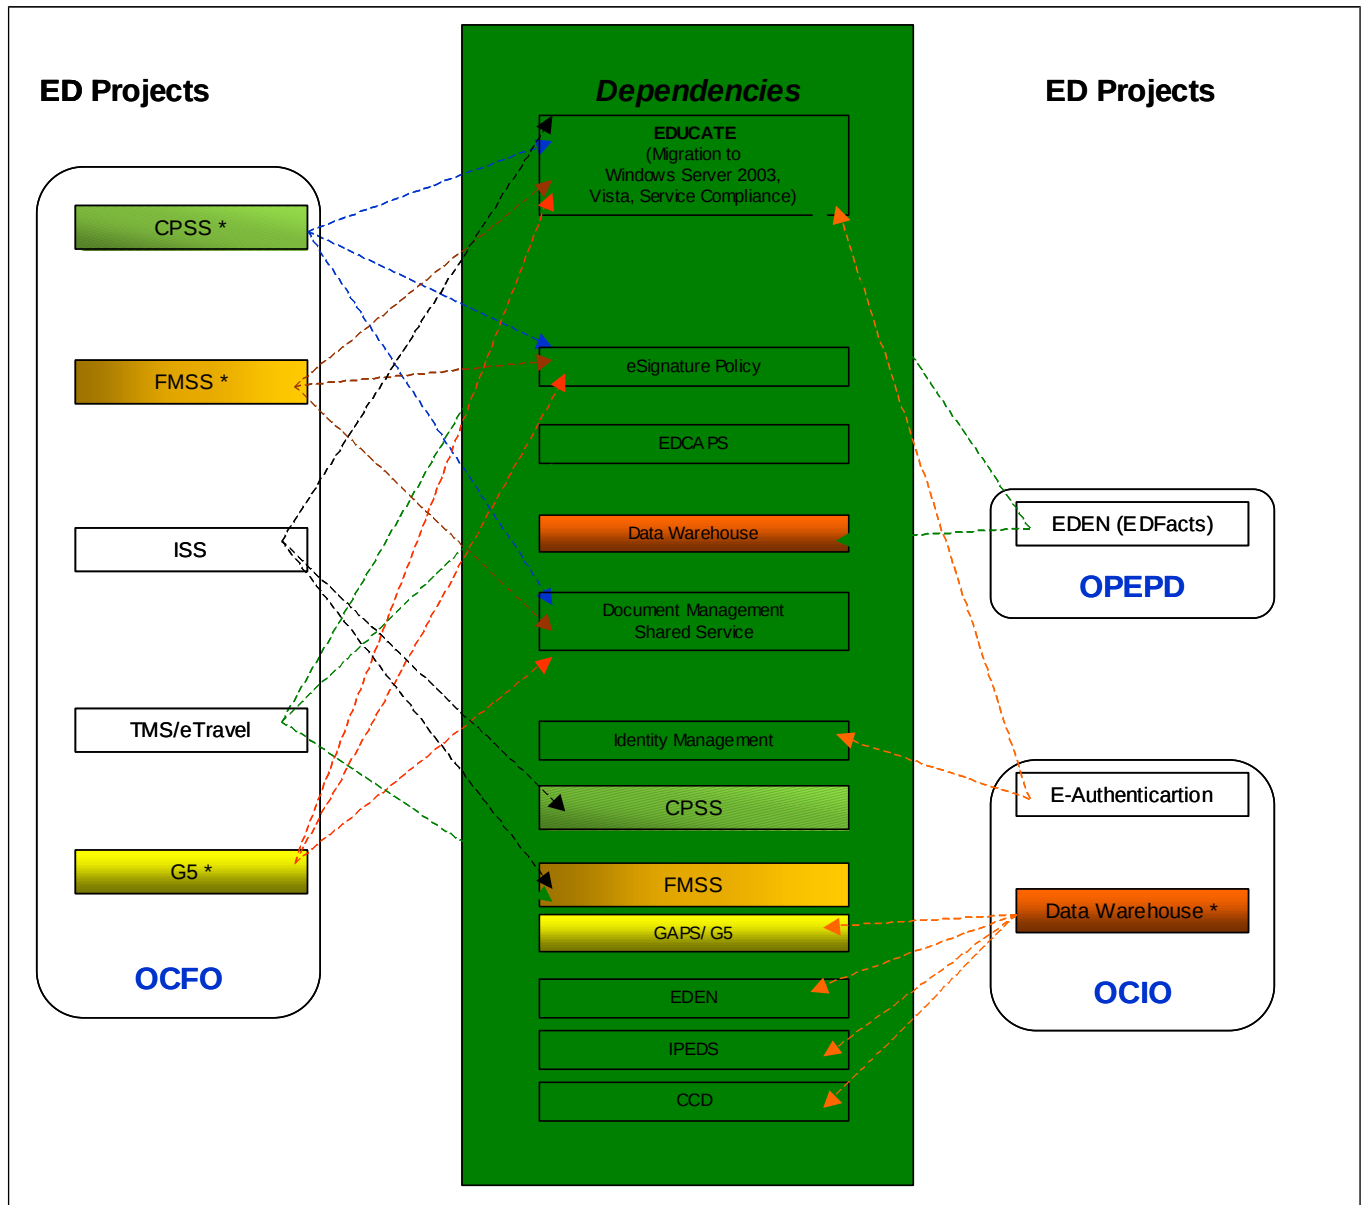 ED Projects
CPSS *
FMSS *
ISS
TMS/eTravel
G5 *
OCFO
Dependencies
EDUCATE
(Migration to
Windows Server 2003,
Vista, Service Compliance)
eSignature Policy
EDCAPS
Data Warehouse
Document Management
Shared Service
Identity Management
CPSS
FMSS
GAPS/ G5
EDEN
IPEDS
CCD
ED Projects
EDEN (EDFacts)
OPEPD
E-Authenticartion
Data Warehouse *
OCIO